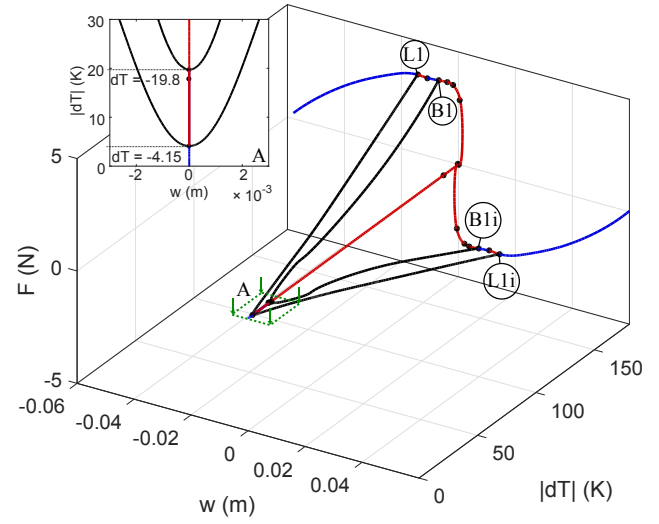 30
20
10
0
|dT| (K)
dT = -19.8
dT = -4.15
A
-2
0
2
w (m)
× 10⁻³
L1
B1
B1i
L1i
A
5
0
-5
F (N)
-0.06
-0.04
-0.02
0
0.02
0.04
w (m)
0
50
100
150
|dT| (K)